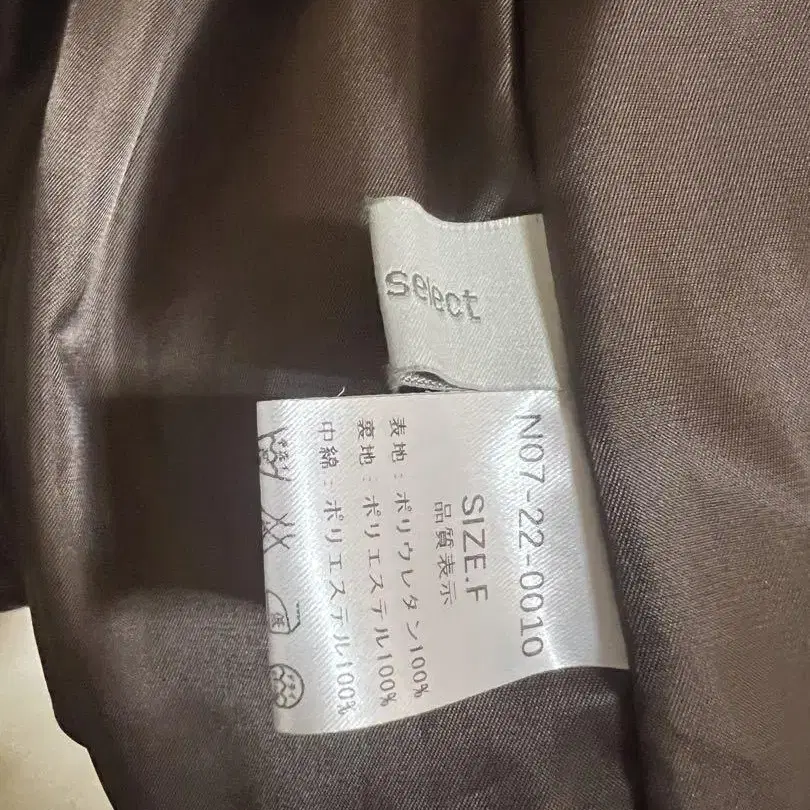 select
N07-22-0010
SIZE.F
品質表示
表地：ポリウレタン100%
裏地：ポリエステル100%
中綿：ポリエステル100%